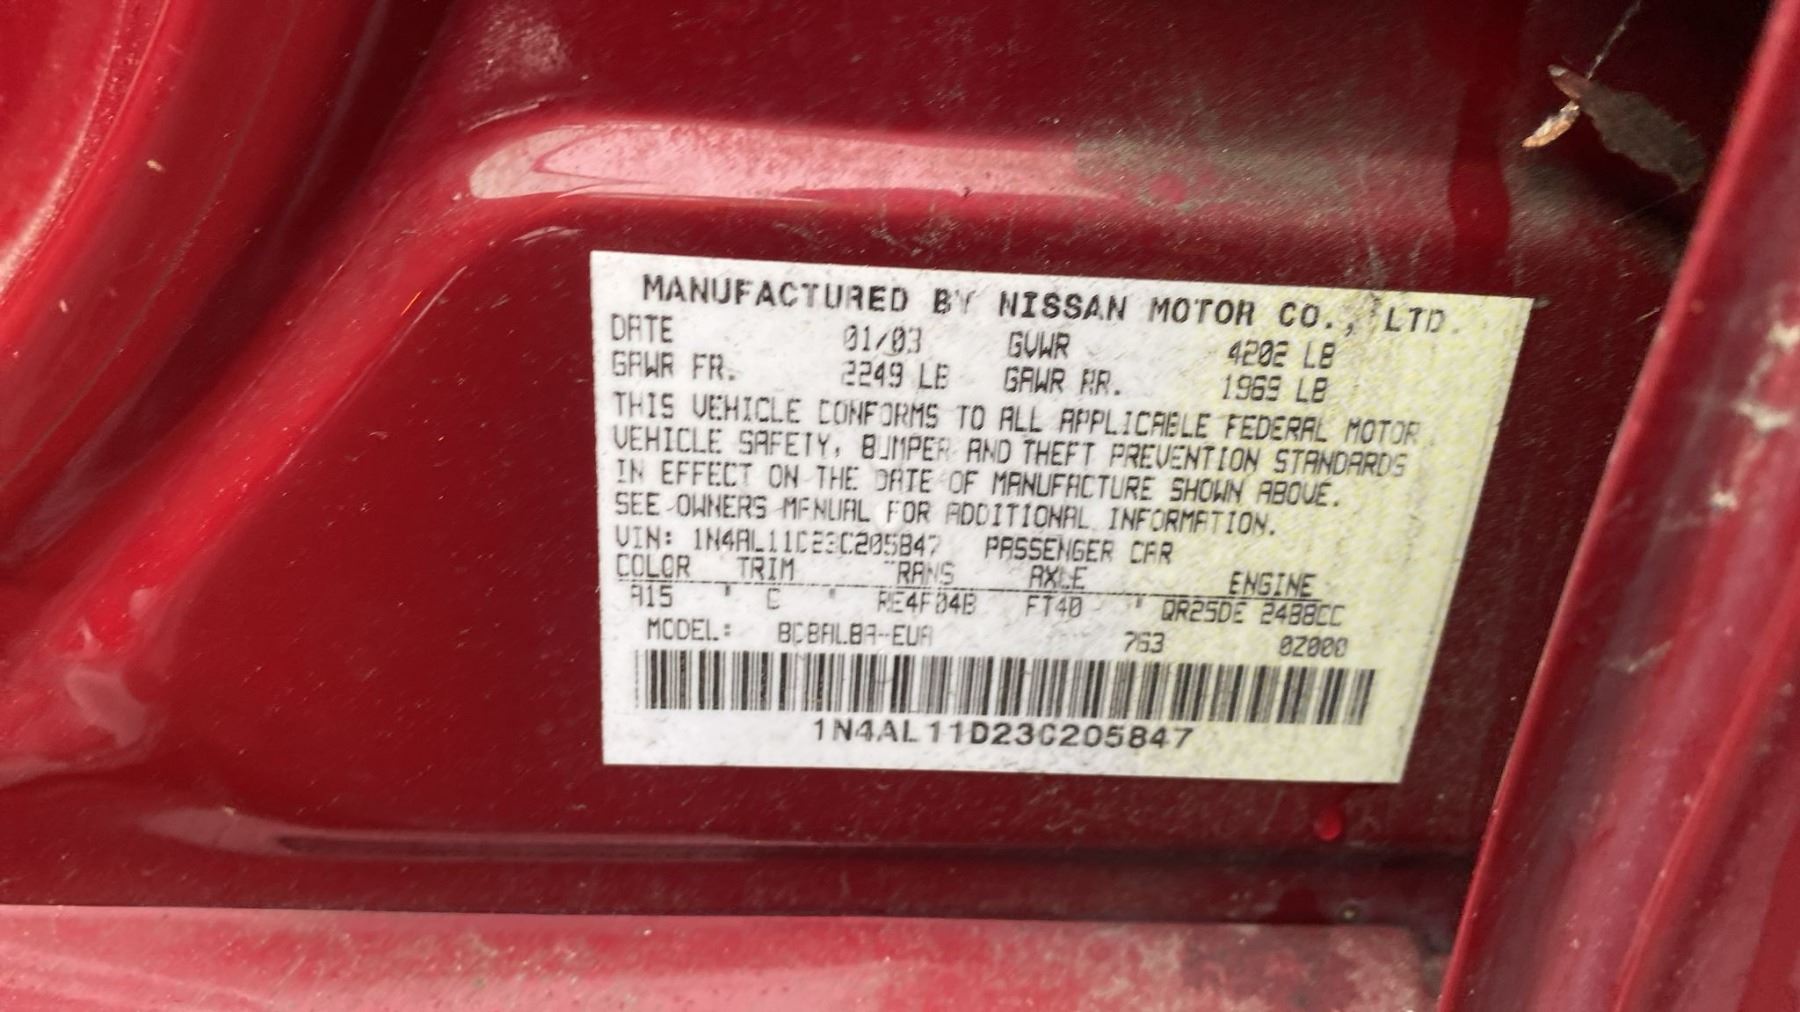 MANUFACTURED BY NISSAN MOTOR CO., LTD.
DATE 01/03 GVWR 4202 LB
GAWR FR. 2249 LB GAWR RR. 1969 LB
THIS VEHICLE CONFORMS TO ALL APPLICABLE FEDERAL MOTOR
VEHICLE SAFETY, BUMPER AND THEFT PREVENTION STANDARDS
IN EFFECT ON THE DATE OF MANUFACTURE SHOWN ABOVE.
SEE OWNERS MANUAL FOR ADDITIONAL INFORMATION.
VIN: 1N4AL11D23C205847 PASSENGER CAR
COLOR TRIM TRANS AXLE ENGINE
A15 C RE4F04B FT40 QR25DE 2488CC
MODEL: 763 0Z000
1N4AL11D23C205847